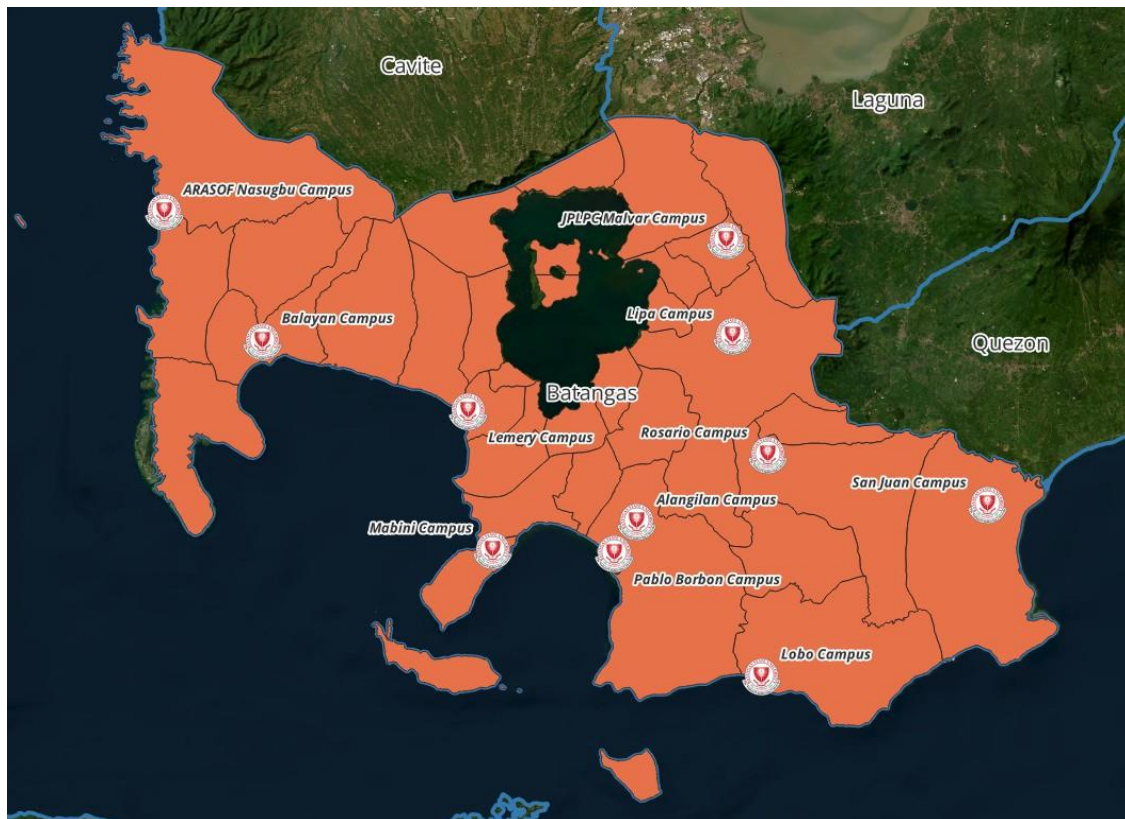 Cavite
Laguna
ARASOF Nasugbu Campus
JPLPC Malvar Campus
Balayan Campus
Lipa Campus
Quezon
Batangas
Lemery Campus
Rosario Campus
San Juan Campus
Alangilan Campus
Mabini Campus
Pablo Borbon Campus
Lobo Campus